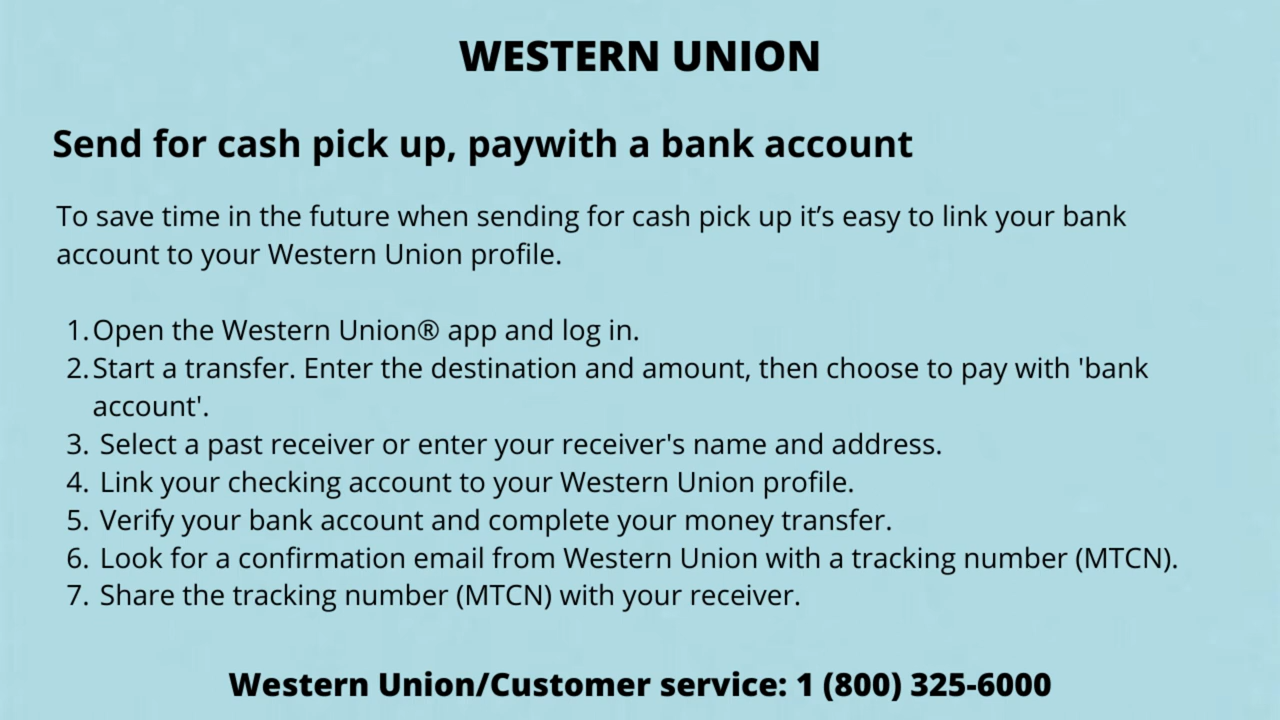 WESTERN UNION
Send for cash pick up, paywith a bank account
To save time in the future when sending for cash pick up it’s easy to link your bank
account to your Western Union profile.
1. Open the Western Union® app and log in.
2. Start a transfer. Enter the destination and amount, then choose to pay with 'bank
account'.
3. Select a past receiver or enter your receiver's name and address.
4. Link your checking account to your Western Union profile.
5. Verify your bank account and complete your money transfer.
6. Look for a confirmation email from Western Union with a tracking number (MTCN).
7. Share the tracking number (MTCN) with your receiver.
Western Union/Customer service: 1 (800) 325-6000